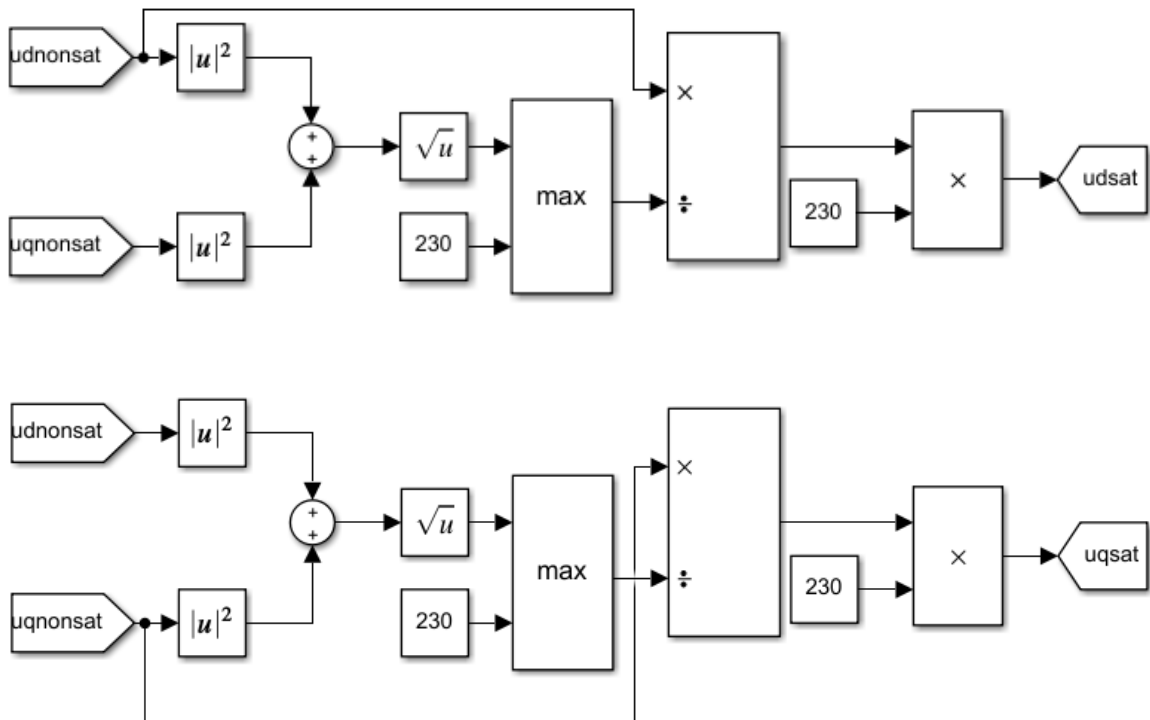 udnonsat
|u|²
+
+
√u
230
max
×
÷
230
×
udsat
uqnonsat
|u|²
udnonsat
|u|²
+
+
√u
230
max
×
÷
230
×
uqsat
uqnonsat
|u|²